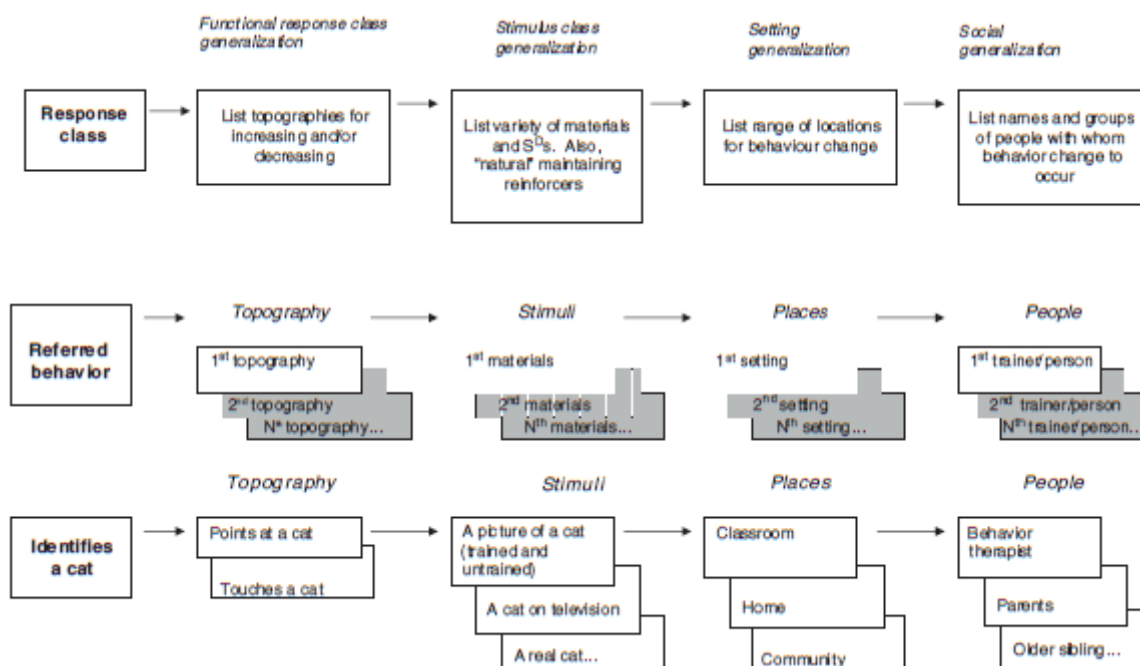 Functional response class
generalization
Stimulus class
generalization
Setting
generalization
Social
generalization
Response
class
List topographies for
increasing and/or
decreasing
List variety of materials
and SDs. Also,
"natural" maintaining
reinforcers
List range of locations
for behaviour change
List names and groups
of people with whom
behavior change to
occur
Referred
behavior
Topography
Stimuli
Places
People
1st topography
2nd topography
N* topography...
1st materials
2nd materials
Nth materials...
1st setting
2nd setting
Nth setting...
1st trainer/person
2nd trainer/person
Nth trainer/person...
Identifies
a cat
Topography
Stimuli
Places
People
Points at a cat
Touches a cat
A picture of a cat
(trained and
untrained)
A cat on television
A real cat...
Classroom
Home
Community
Behavior
therapist
Parents
Older sibling...